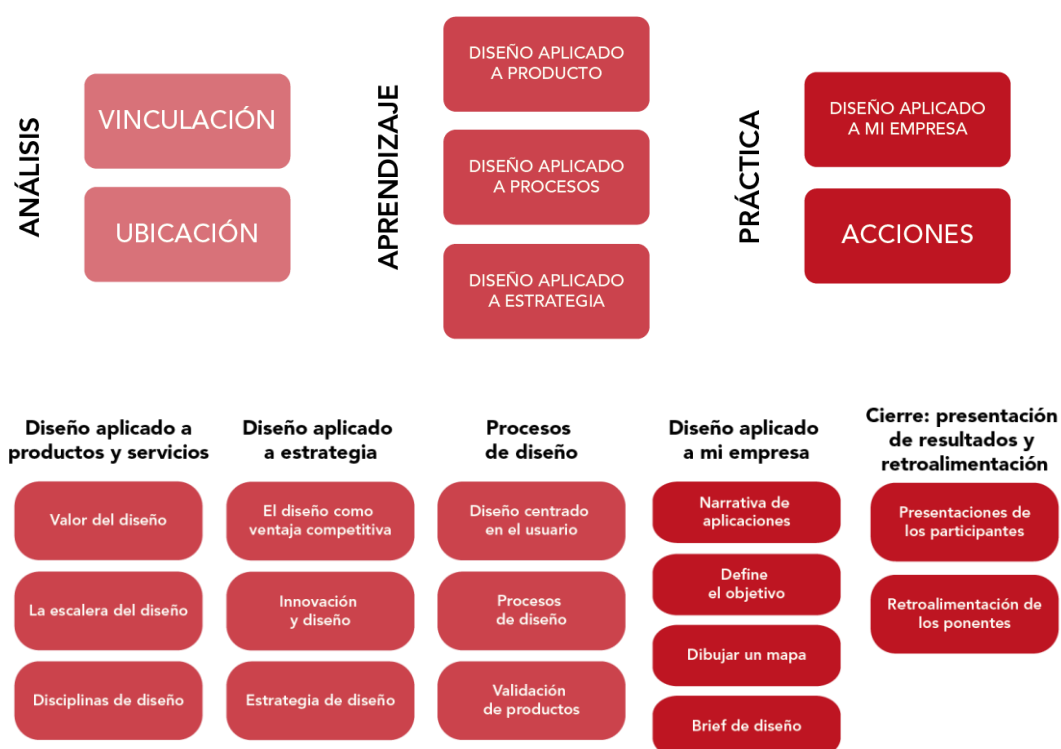 ANÁLISIS
VINCULACIÓN
UBICACIÓN
APRENDIZAJE
DISEÑO APLICADO
A PRODUCTO
DISEÑO APLICADO
A PROCESOS
DISEÑO APLICADO
A ESTRATEGIA
PRÁCTICA
DISEÑO APLICADO
A MI EMPRESA
ACCIONES
Diseño aplicado a
productos y servicios
Valor del diseño
La escalera del diseño
Disciplinas de diseño
Diseño aplicado
a estrategia
El diseño como
ventaja competitiva
Innovación
y diseño
Estrategia de diseño
Procesos
de diseño
Diseño centrado
en el usuario
Procesos
de diseño
Validación
de productos
Diseño aplicado
a mi empresa
Narrativa de
aplicaciones
Define
el objetivo
Dibujar un mapa
Brief de diseño
Cierre: presentación
de resultados y
retroalimentación
Presentaciones de
los participantes
Retroalimentación de
los ponentes